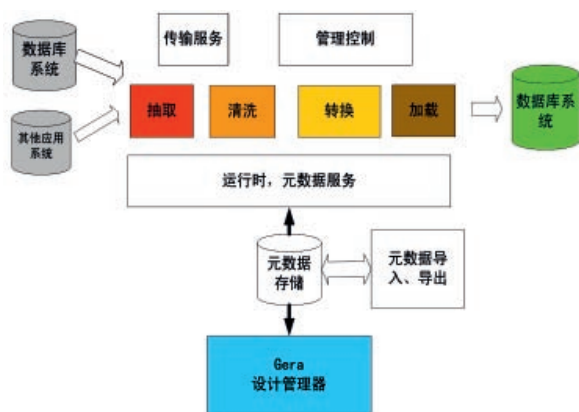 传输服务
管理控制
数据库
系统
抽取
清洗
转换
加载
数据库系
统
其他应用
系统
运行时，元数据服务
元数据
存储
元数据导
入、导出
Gera
设计管理器